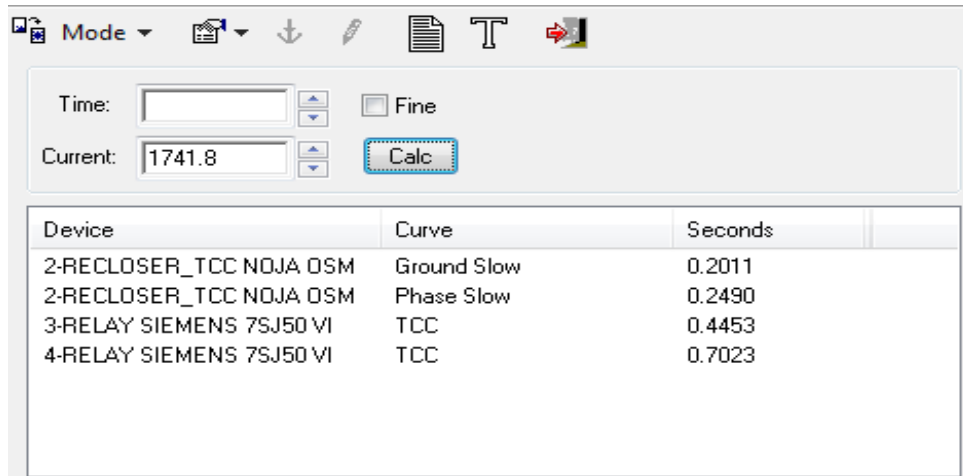 Mode
Time:
Fine
Current: 1741.8 Calc
Device Curve Seconds
2-RECLOSER_TCC NOJA OSM Ground Slow 0.2011
2-RECLOSER_TCC NOJA OSM Phase Slow 0.2490
3-RELAY SIEMENS 7SJ50 VI TCC 0.4453
4-RELAY SIEMENS 7SJ50 VI TCC 0.7023